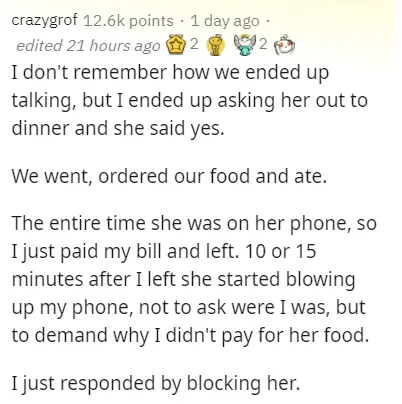 crazygrof 12.6k points · 1 day ago ·
edited 21 hours ago 2 2
I don't remember how we ended up
talking, but I ended up asking her out to
dinner and she said yes.
We went, ordered our food and ate.
The entire time she was on her phone, so
I just paid my bill and left. 10 or 15
minutes after I left she started blowing
up my phone, not to ask were I was, but
to demand why I didn't pay for her food.
I just responded by blocking her.